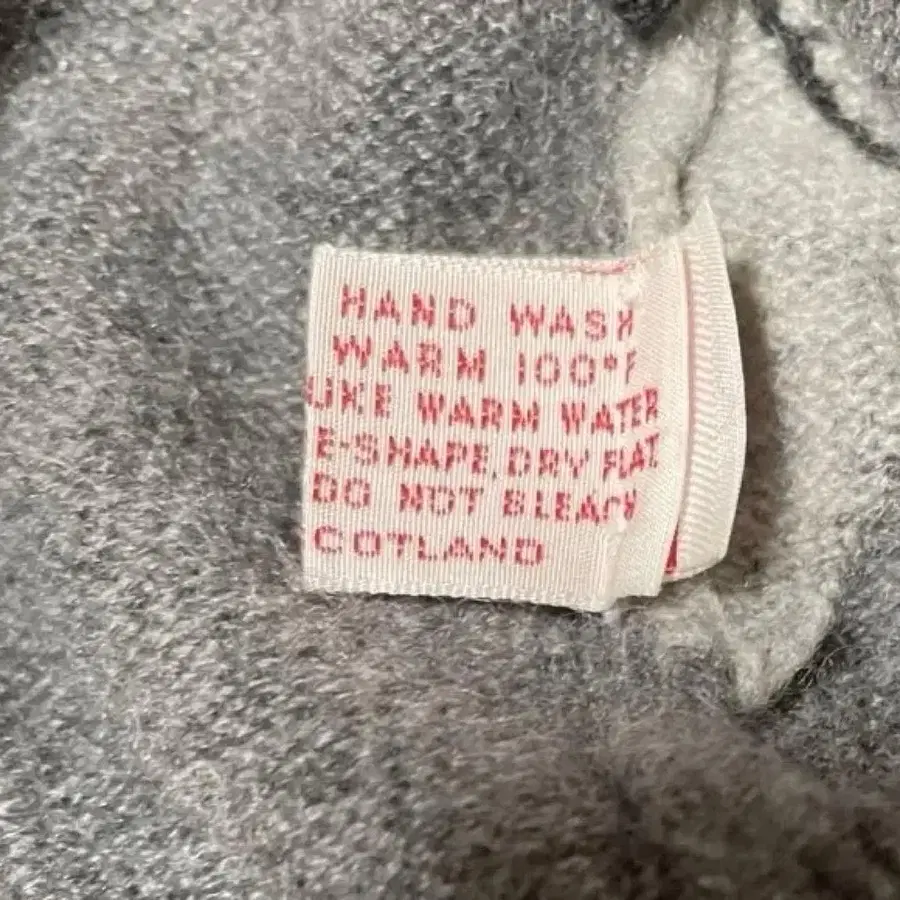 HAND WASH
WARM 100°F
UKE WARM WATER
E-SHAPE, DRY FLAT
DO NOT BLEACH
COTLAND